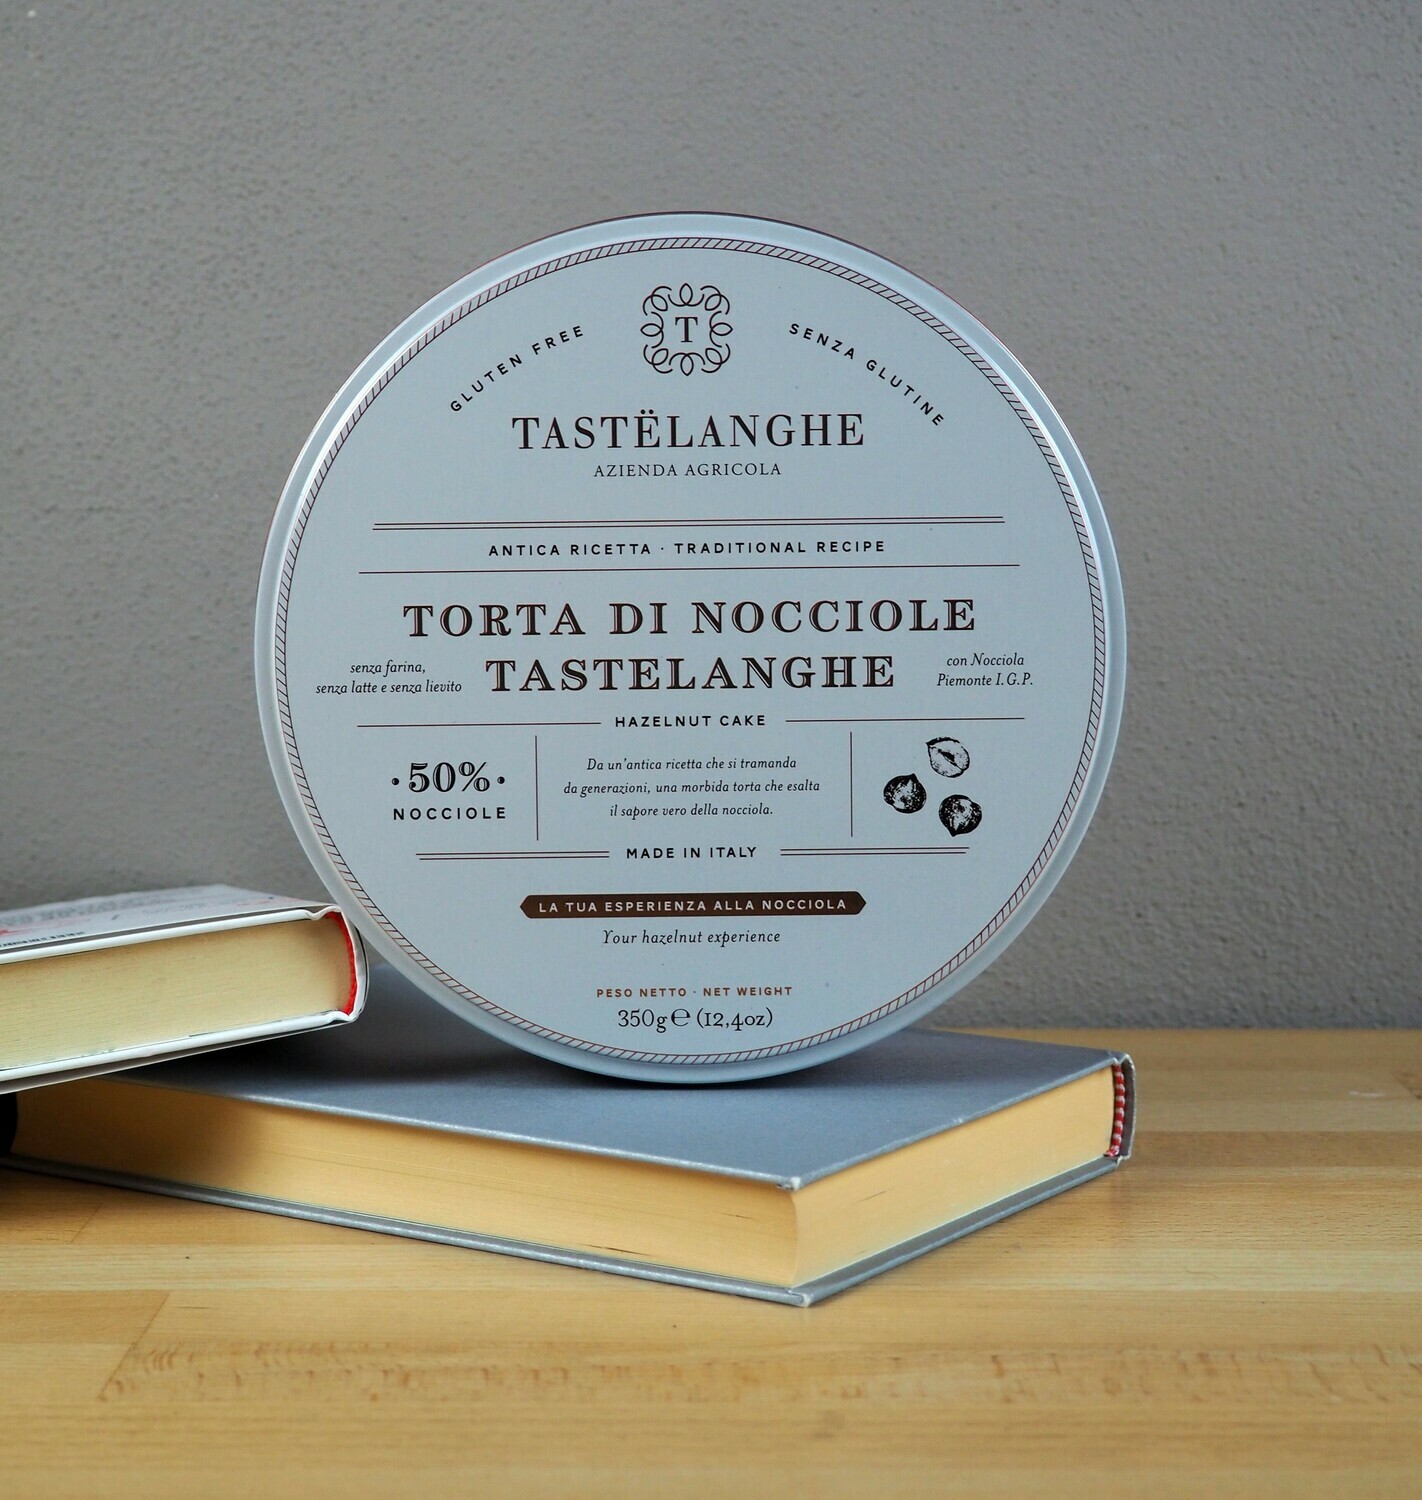 T
GLUTEN FREE
SENZA GLUTINE
TASTËLANGHE
AZIENDA AGRICOLA
ANTICA RICETTA · TRADITIONAL RECIPE
TORTA DI NOCCIOLE
TASTELANGHE
senza farina,
senza latte e senza lievito
con Nocciola
Piemonte I.G.P.
HAZELNUT CAKE
·50%·
NOCCIOLE
Da un'antica ricetta che si tramanda
da generazioni, una morbida torta che esalta
il sapore vero della nocciola.
MADE IN ITALY
LA TUA ESPERIENZA ALLA NOCCIOLA
Your hazelnut experience
PESO NETTO · NET WEIGHT
350g℮ (12,4oz)